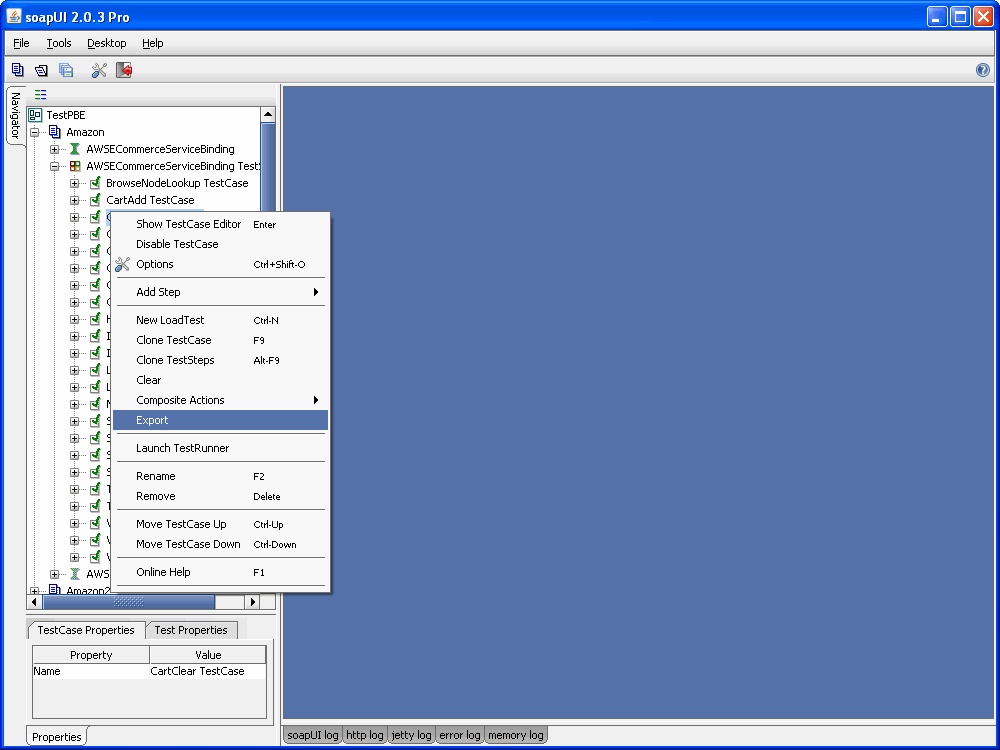 soapUI 2.0.3 Pro
File Tools Desktop Help
Navigator
TestPBE
Amazon
AWSECommerceServiceBinding
AWSECommerceServiceBinding Test
BrowseNodeLookup TestCase
CartAdd TestCase
Show TestCase Editor Enter
Disable TestCase
Options Ctrl+Shift-O
Add Step
New LoadTest Ctrl-N
Clone TestCase F9
Clone TestSteps Alt-F9
Clear
Composite Actions
Export
Launch TestRunner
Rename F2
Remove Delete
Move TestCase Up Ctrl-Up
Move TestCase Down Ctrl-Down
AWS
Online Help F1
Amazon2
TestCase Properties Test Properties
Property Value
Name CartClear TestCase
Properties
soapUI log http log jetty log error log memory log